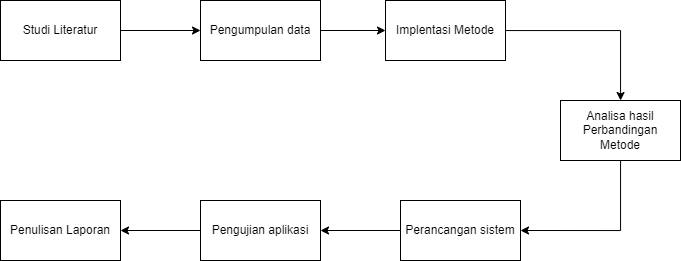 Studi Literatur
Pengumpulan data
Implentasi Metode
Analisa hasil
Perbandingan
Metode
Perancangan sistem
Pengujian aplikasi
Penulisan Laporan